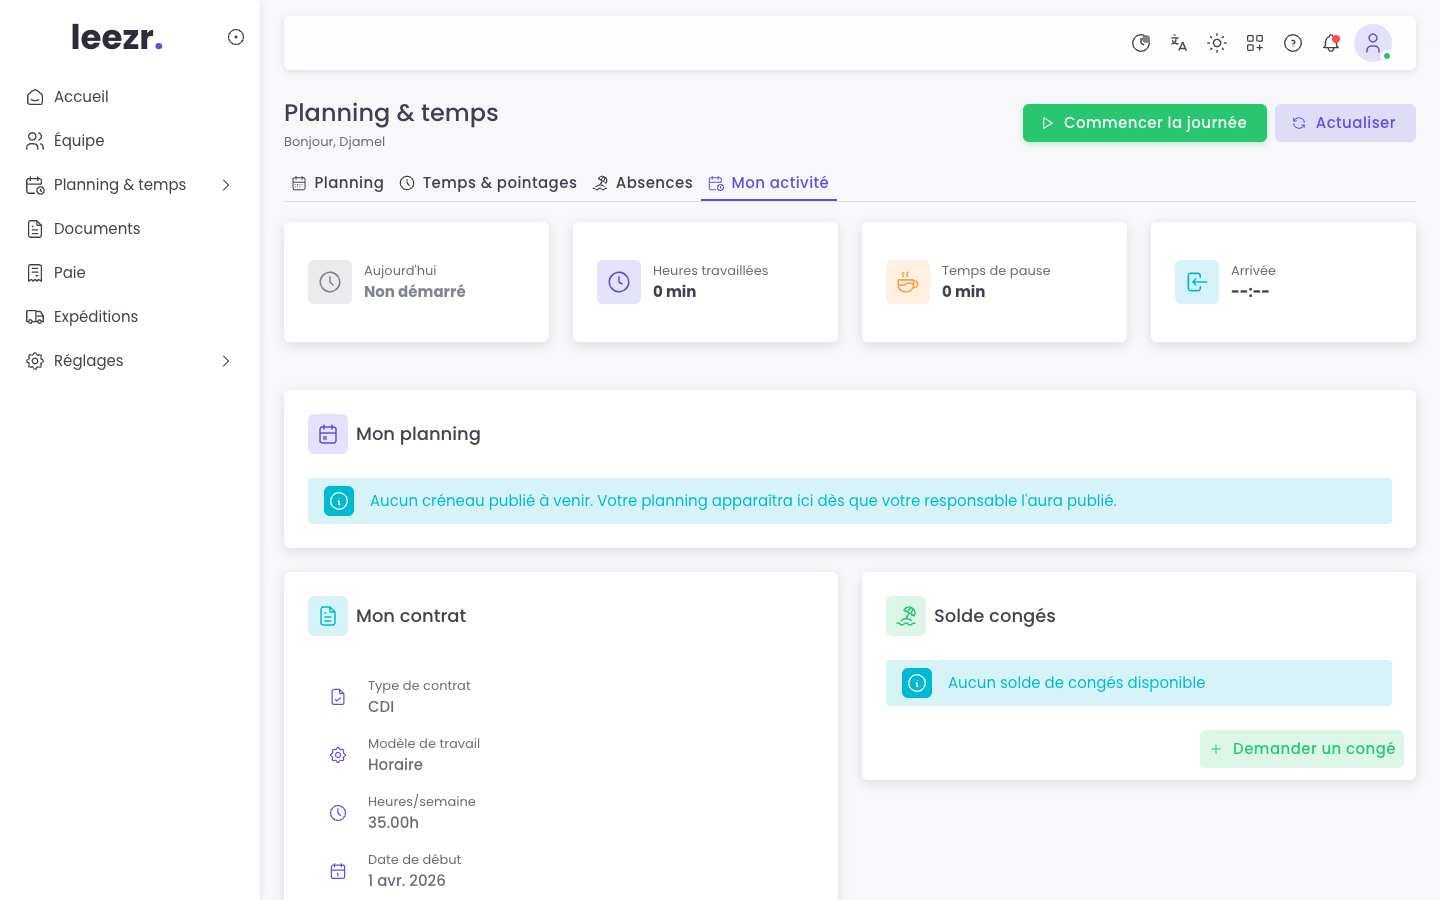 leezr.
Accueil
Équipe
Planning & temps
Documents
Paie
Expéditions
Réglages
Planning & temps
Bonjour, Djamel
Commencer la journée
Actualiser
Planning
Temps & pointages
Absences
Mon activité
Aujourd'hui
Non démarré
Heures travaillées
0 min
Temps de pause
0 min
Arrivée
--:--
Mon planning
Aucun créneau publié à venir. Votre planning apparaîtra ici dès que votre responsable l'aura publié.
Mon contrat
Type de contrat
CDI
Modèle de travail
Horaire
Heures/semaine
35.00h
Date de début
1 avr. 2026
Solde congés
Aucun solde de congés disponible
Demander un congé